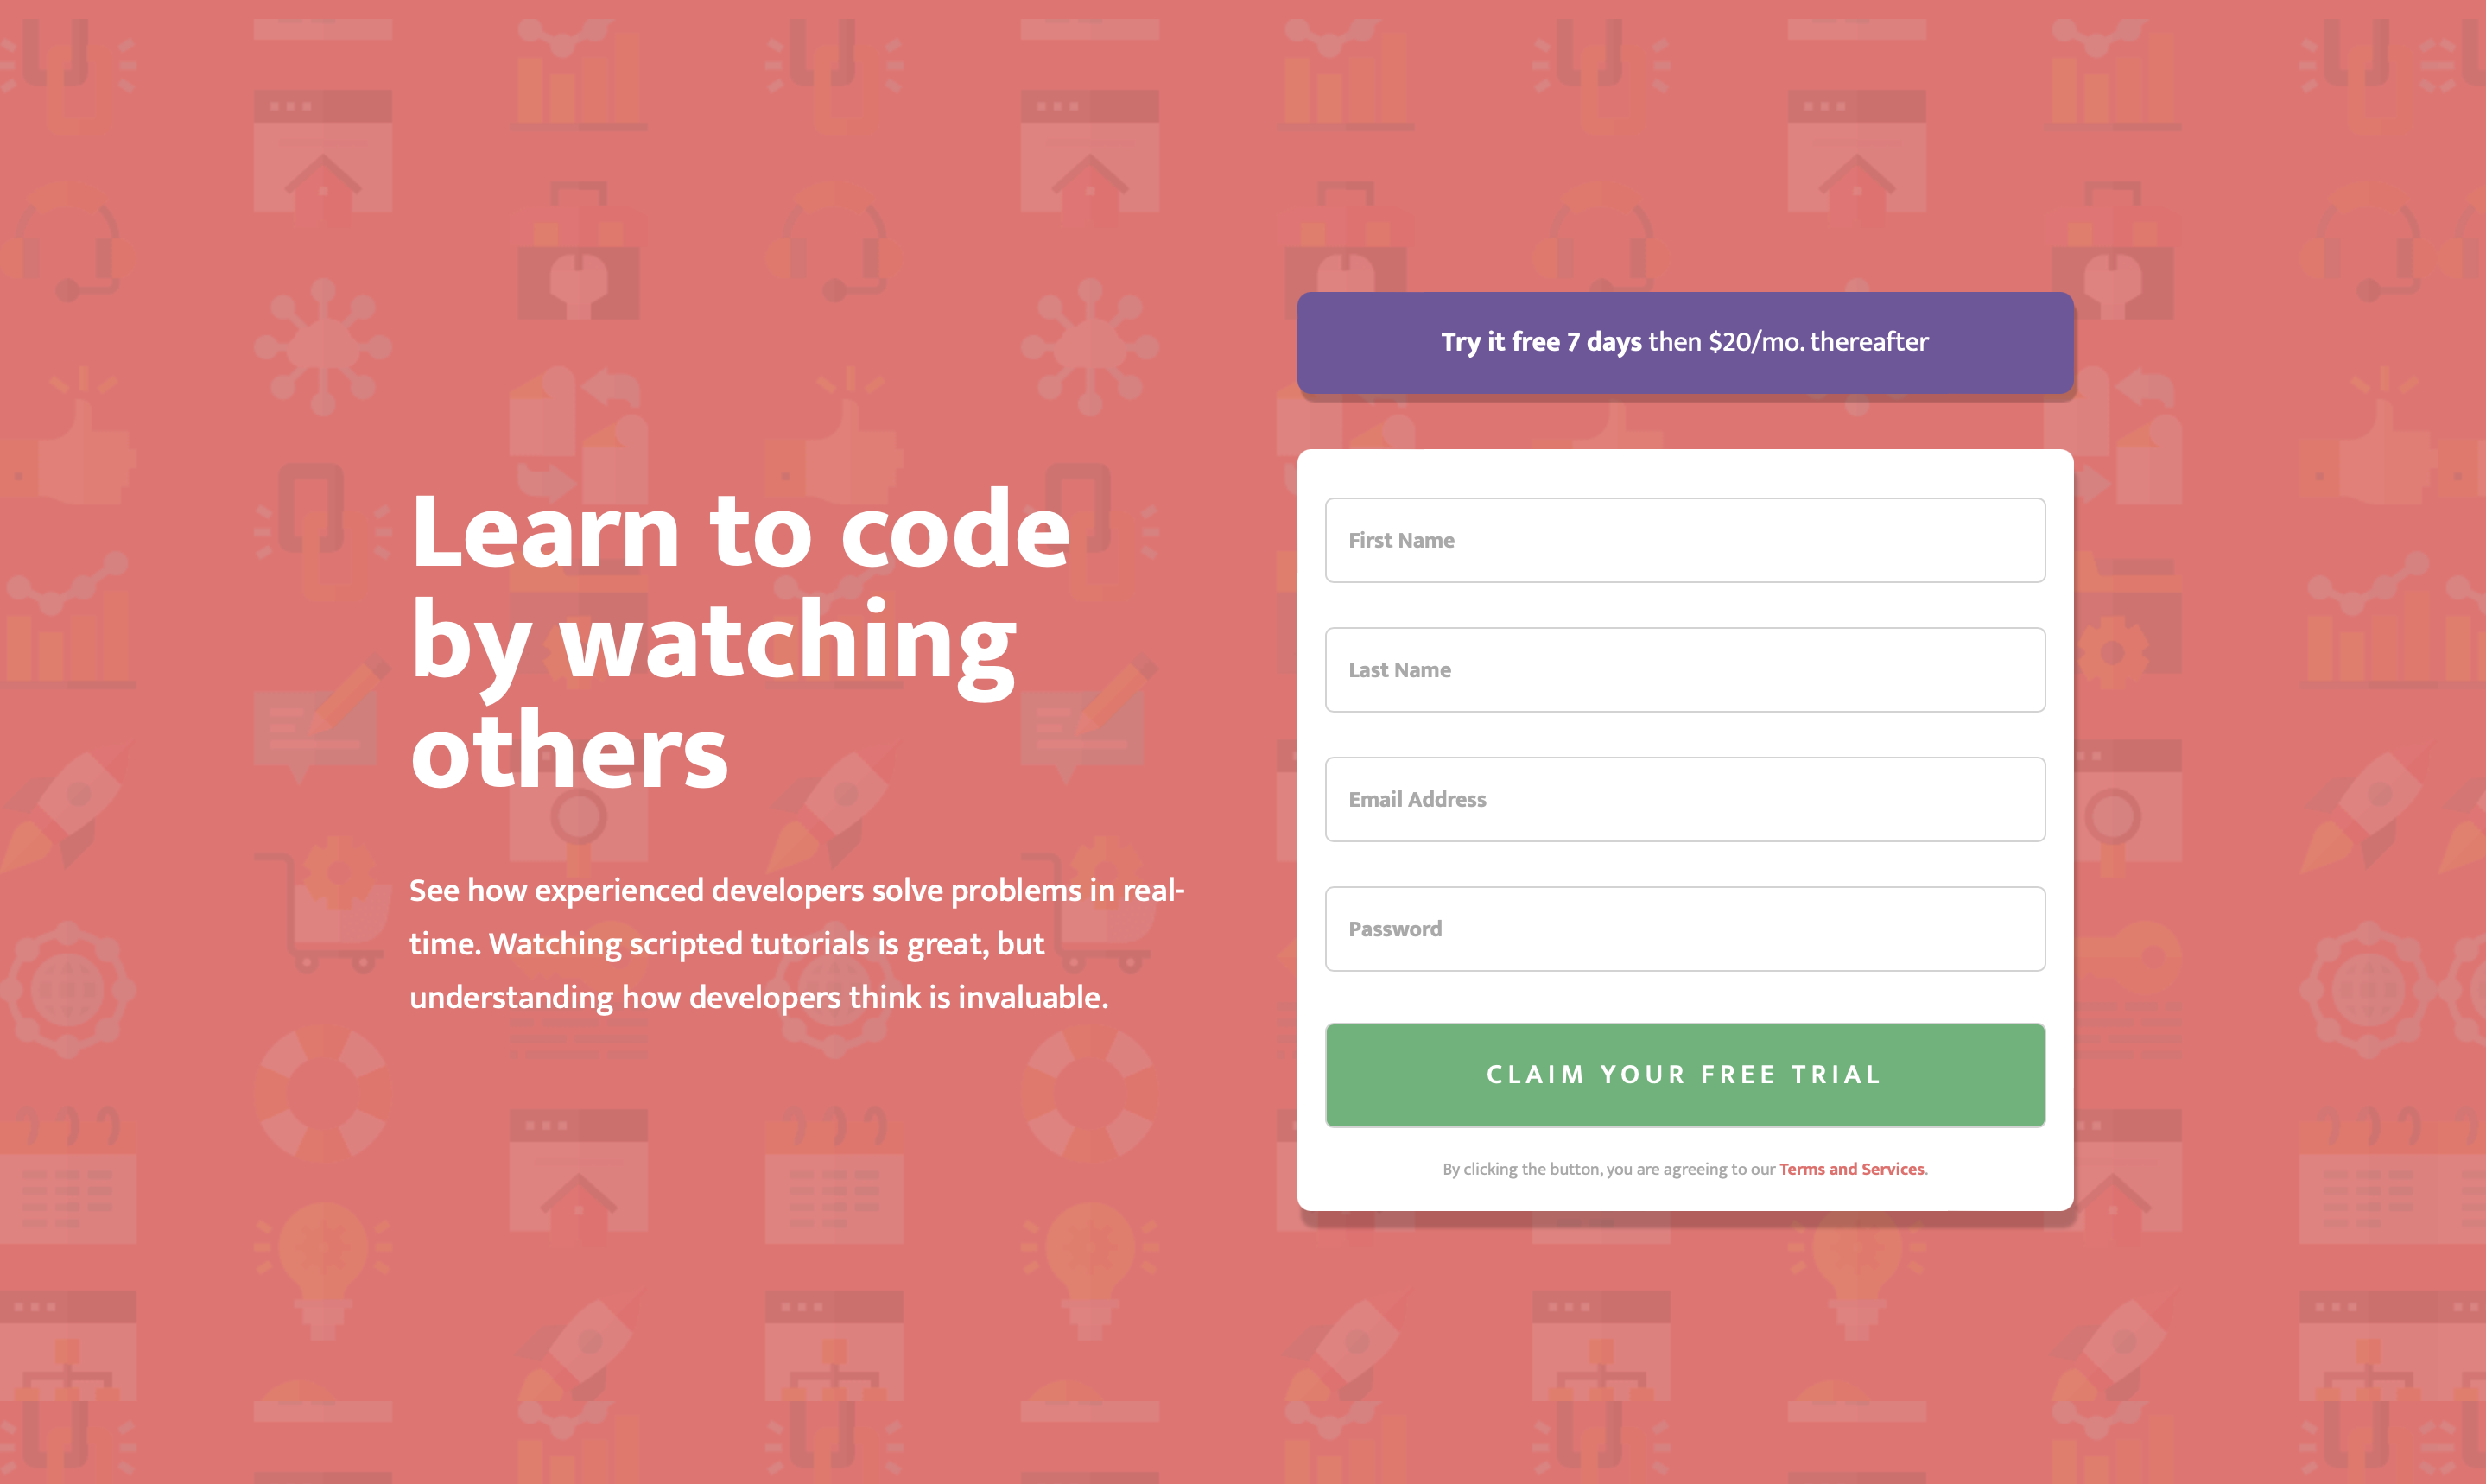 Learn to code
by watching
others
See how experienced developers solve problems in real-
time. Watching scripted tutorials is great, but
understanding how developers think is invaluable.
Try it free 7 days then $20/mo. thereafter
First Name
Last Name
Email Address
Password
CLAIM YOUR FREE TRIAL
By clicking the button, you are agreeing to our Terms and Services.